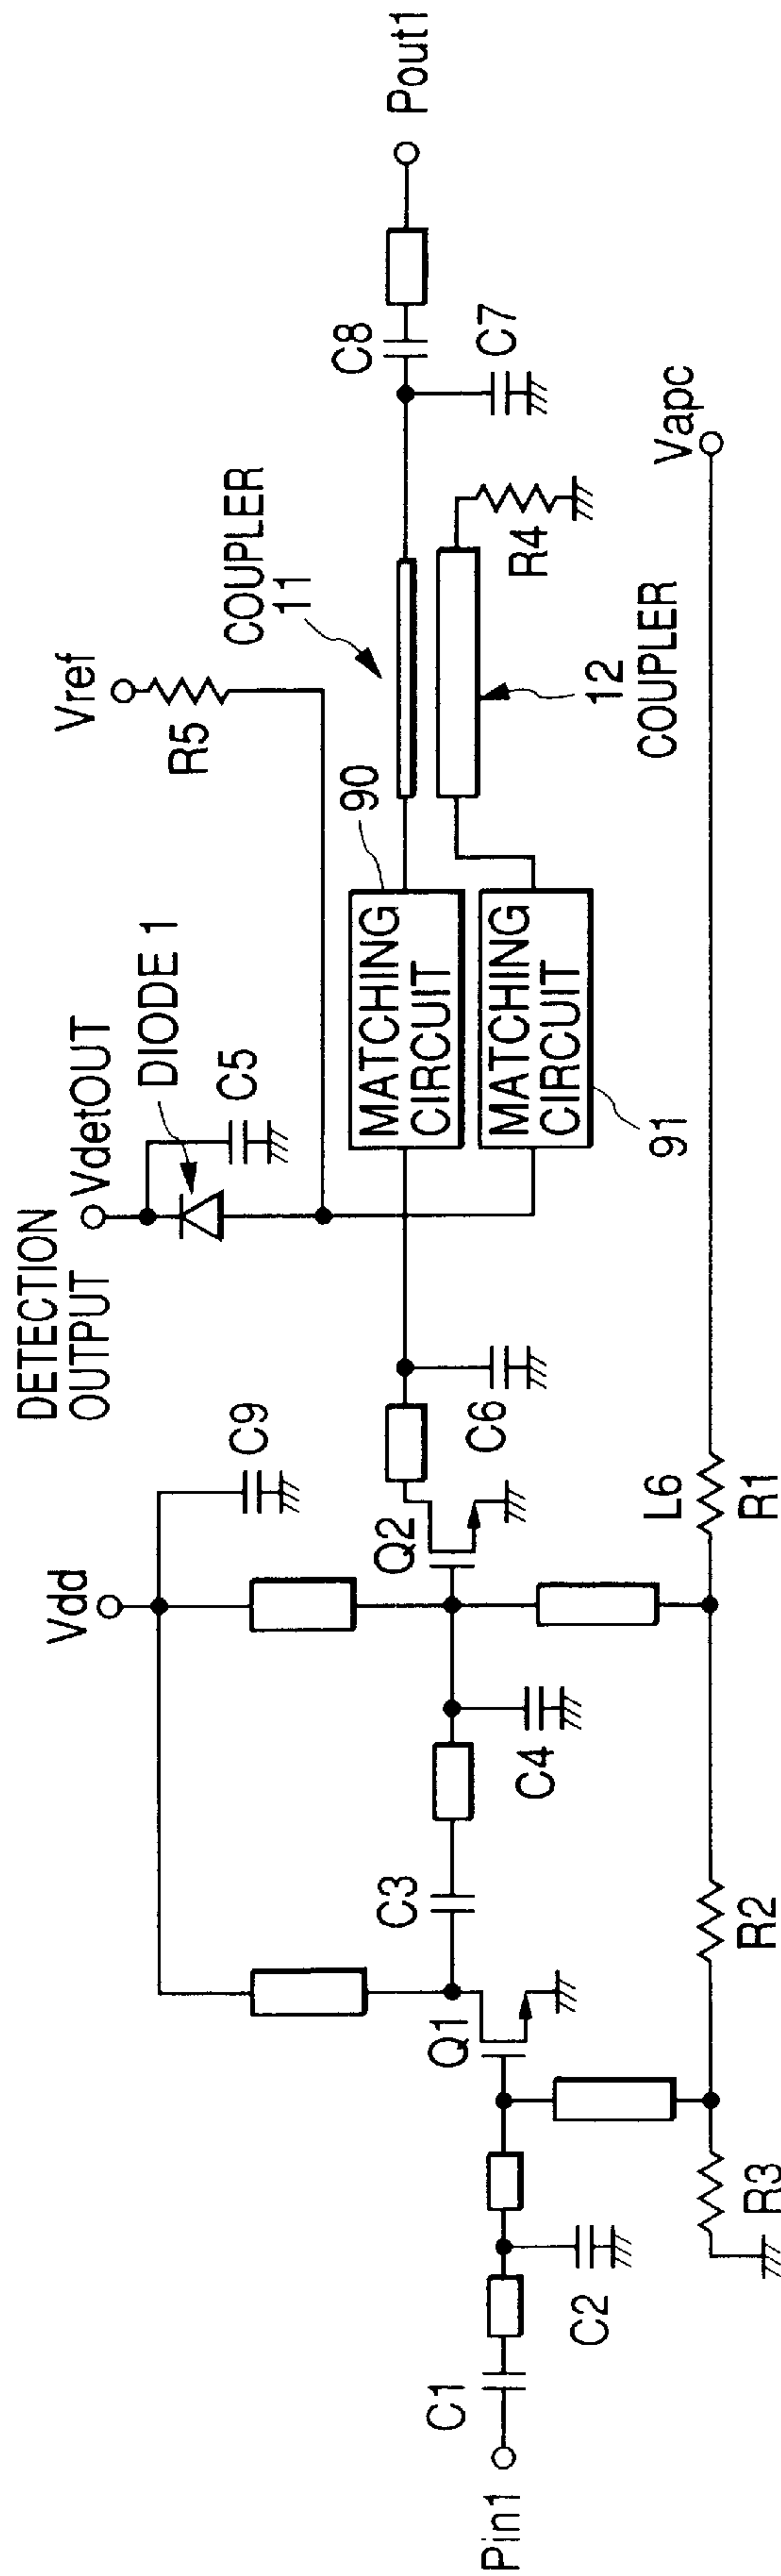 DETECTION
OUTPUT
VdetOUT
DIODE 1
C5
Vref
R5
COUPLER
11
Pout1
C8
C7
Vdd
C9
90
MATCHING
CIRCUIT
MATCHING
CIRCUIT
91
R4
12
COUPLER
Vapc
Q2
C6
C3
C4
L6
R1
Q1
R2
Pin1
C1
C2
R3